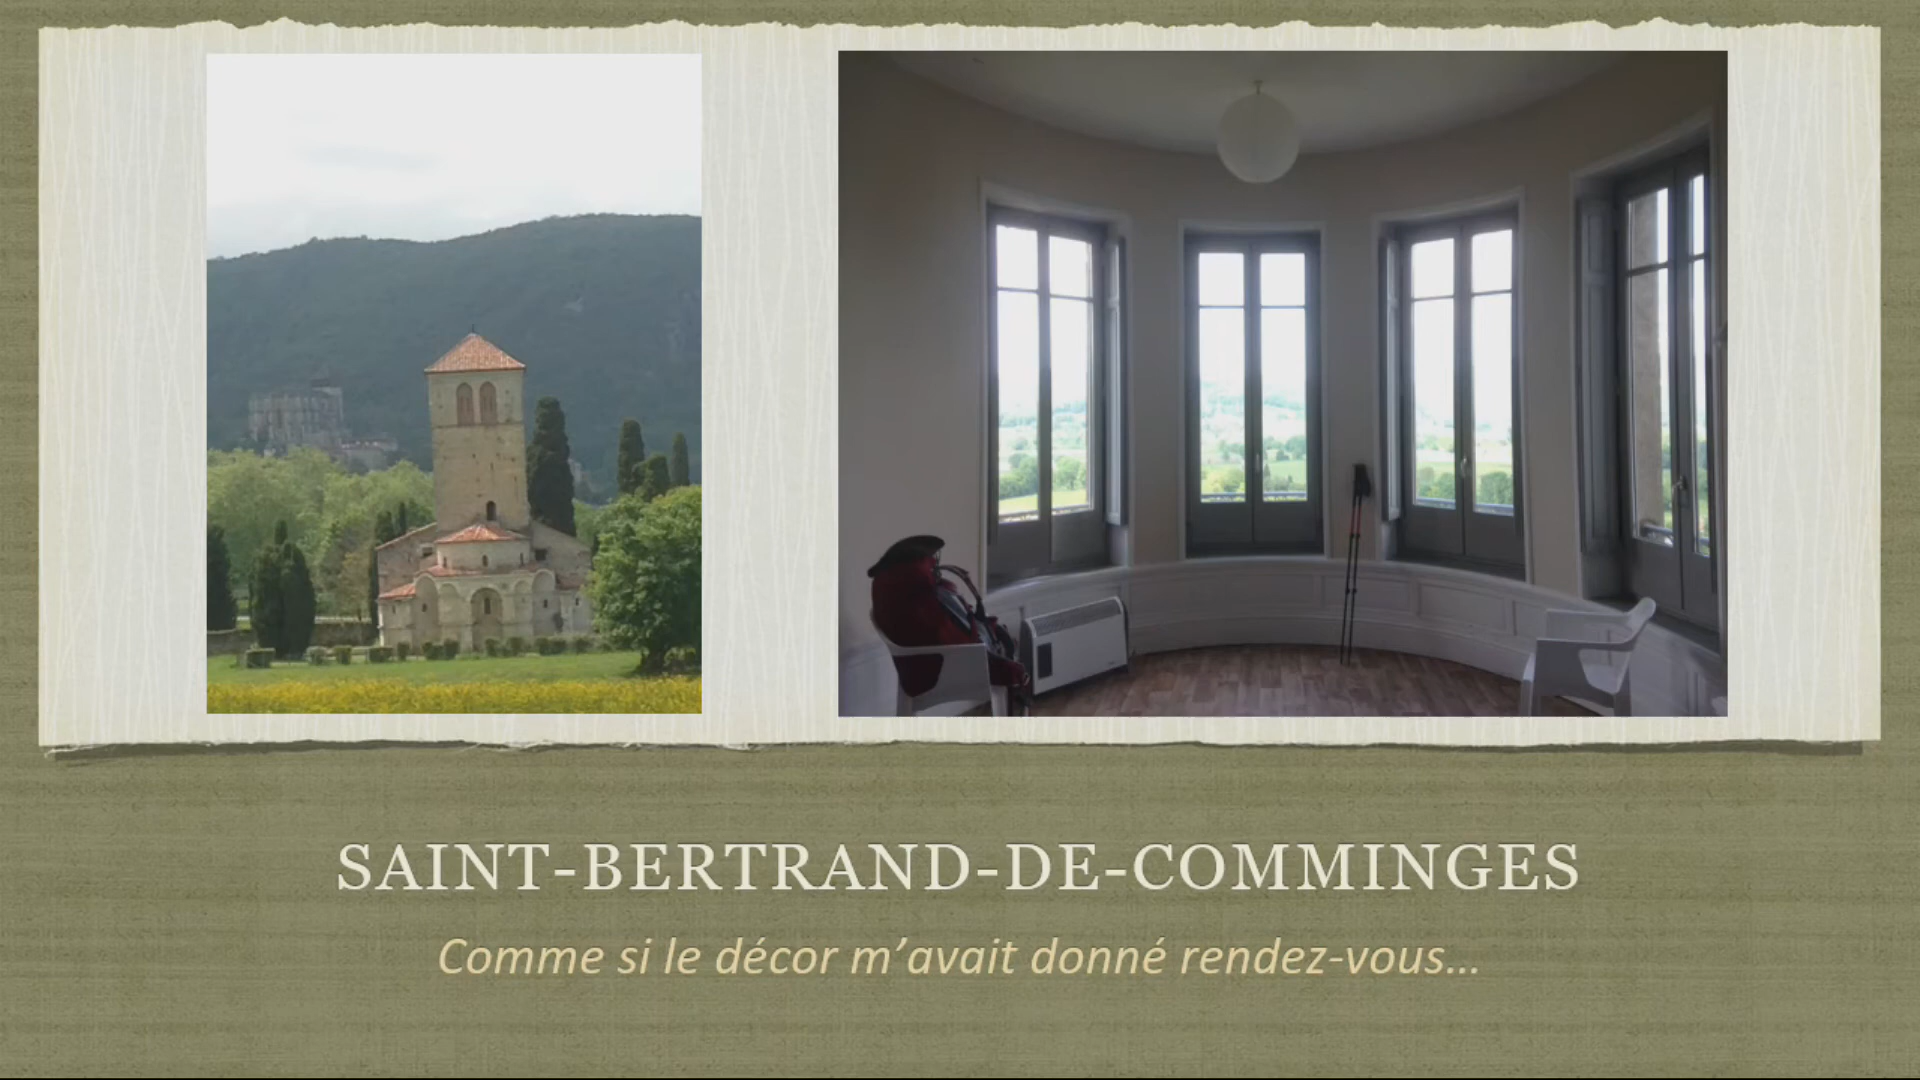 SAINT-BERTRAND-DE-COMMINGES
Comme si le décor m’avait donné rendez-vous…